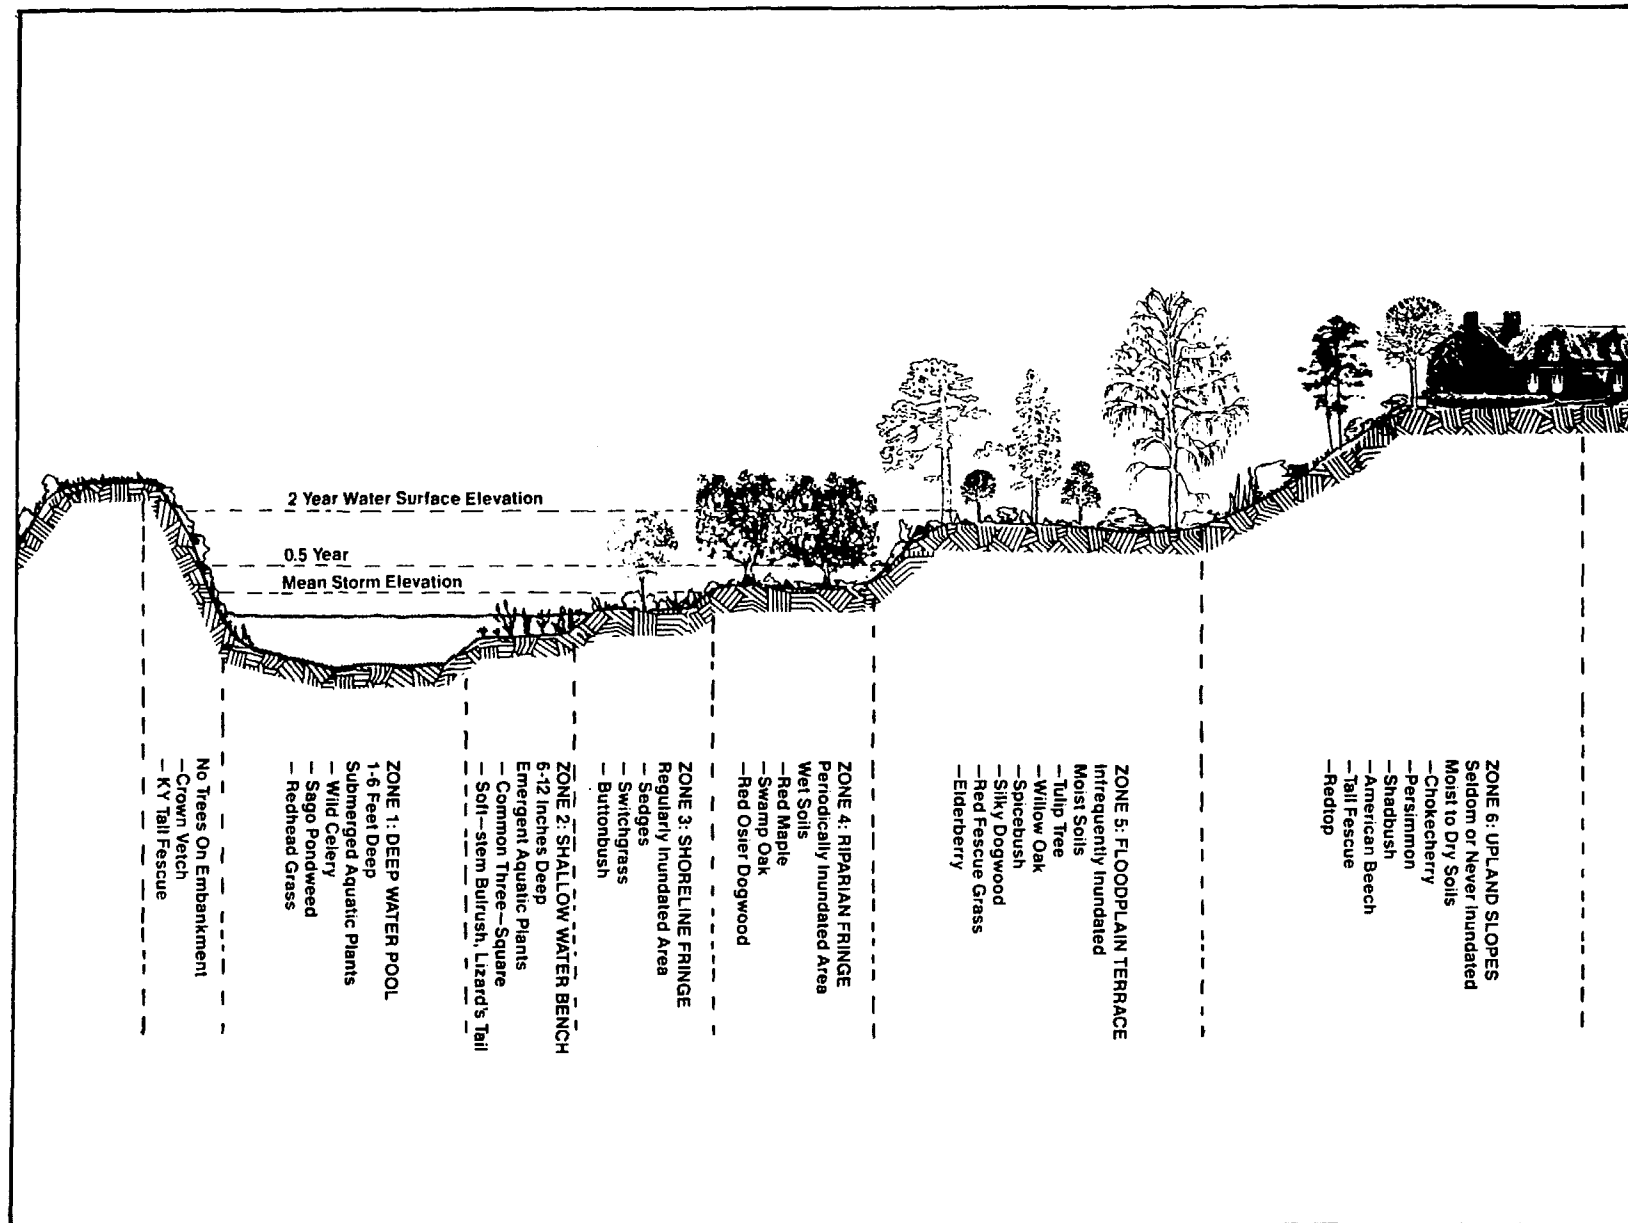 2 Year Water Surface Elevation
0.5 Year
Mean Storm Elevation
No Trees On Embankment
—Crown Vetch
— KY Tall Fescue
ZONE 1: DEEP WATER POOL
1-6 Feet Deep
Submerged Aquatic Plants
— Wild Celery
— Sago Pondweed
— Redhead Grass
ZONE 2: SHALLOW WATER BENCH
6-12 Inches Deep
Emergent Aquatic Plants
— Common Three—Square
— Soft—stem Bulrush, Lizard's Tail
ZONE 3: SHORELINE FRINGE
Regularly Inundated Area
— Sedges
— Switchgrass
— Buttonbush
ZONE 4: RIPARIAN FRINGE
Periodically Inundated Area
Wet Soils
—Red Maple
—Swamp Oak
—Red Osier Dogwood
ZONE 5: FLOODPLAIN TERRACE
Infrequently Inundated
Moist Soils
—Tulip Tree
—Willow Oak
—Spicebush
—Silky Dogwood
—Red Fescue Grass
—Elderberry
ZONE 6: UPLAND SLOPES
Seldom or Never Inundated
Moist to Dry Soils
—Chokecherry
—Persimmon
—Shadbush
—American Beech
—Tall Fescue
—Redtop